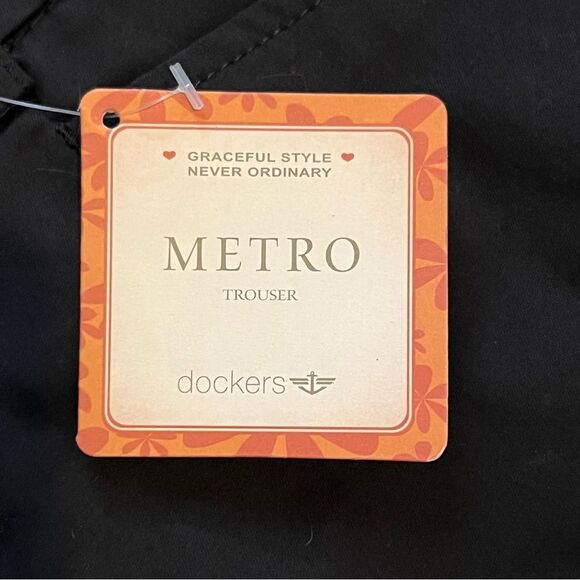 GRACEFUL STYLE
NEVER ORDINARY
METRO
TROUSER
dockers